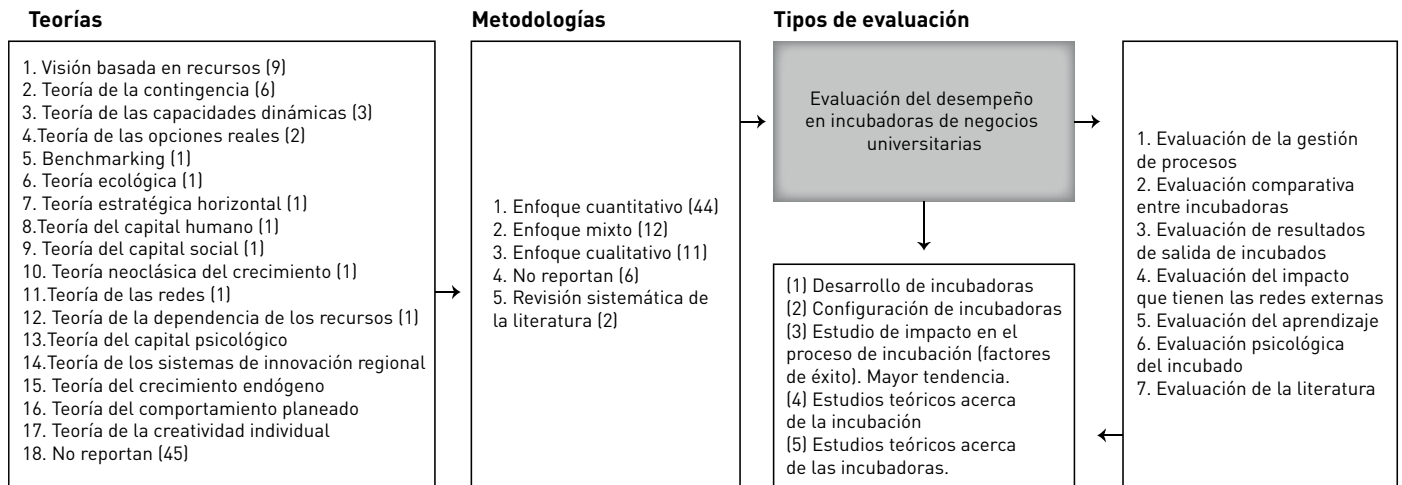 Teorías
1. Visión basada en recursos (9)
2. Teoría de la contingencia (6)
3. Teoría de las capacidades dinámicas (3)
4.Teoría de las opciones reales (2)
5. Benchmarking (1)
6. Teoría ecológica (1)
7. Teoría estratégica horizontal (1)
8.Teoría del capital humano (1)
9. Teoría del capital social (1)
10. Teoría neoclásica del crecimiento (1)
11.Teoría de las redes (1)
12. Teoría de la dependencia de los recursos (1)
13.Teoría del capital psicológico
14.Teoría de los sistemas de innovación regional
15. Teoría del crecimiento endógeno
16. Teoría del comportamiento planeado
17. Teoría de la creatividad individual
18. No reportan (45)
Metodologías
1. Enfoque cuantitativo (44)
2. Enfoque mixto (12)
3. Enfoque cualitativo (11)
4. No reportan (6)
5. Revisión sistemática de
la literatura (2)
Tipos de evaluación
Evaluación del desempeño
en incubadoras de negocios
universitarias
(1) Desarrollo de incubadoras
(2) Configuración de incubadoras
(3) Estudio de impacto en el
proceso de incubación (factores
de éxito). Mayor tendencia.
(4) Estudios teóricos acerca
de la incubación
(5) Estudios teóricos acerca
de las incubadoras.
1. Evaluación de la gestión
de procesos
2. Evaluación comparativa
entre incubadoras
3. Evaluación de resultados
de salida de incubados
4. Evaluación del impacto
que tienen las redes externas
5. Evaluación del aprendizaje
6. Evaluación psicológica
del incubado
7. Evaluación de la literatura